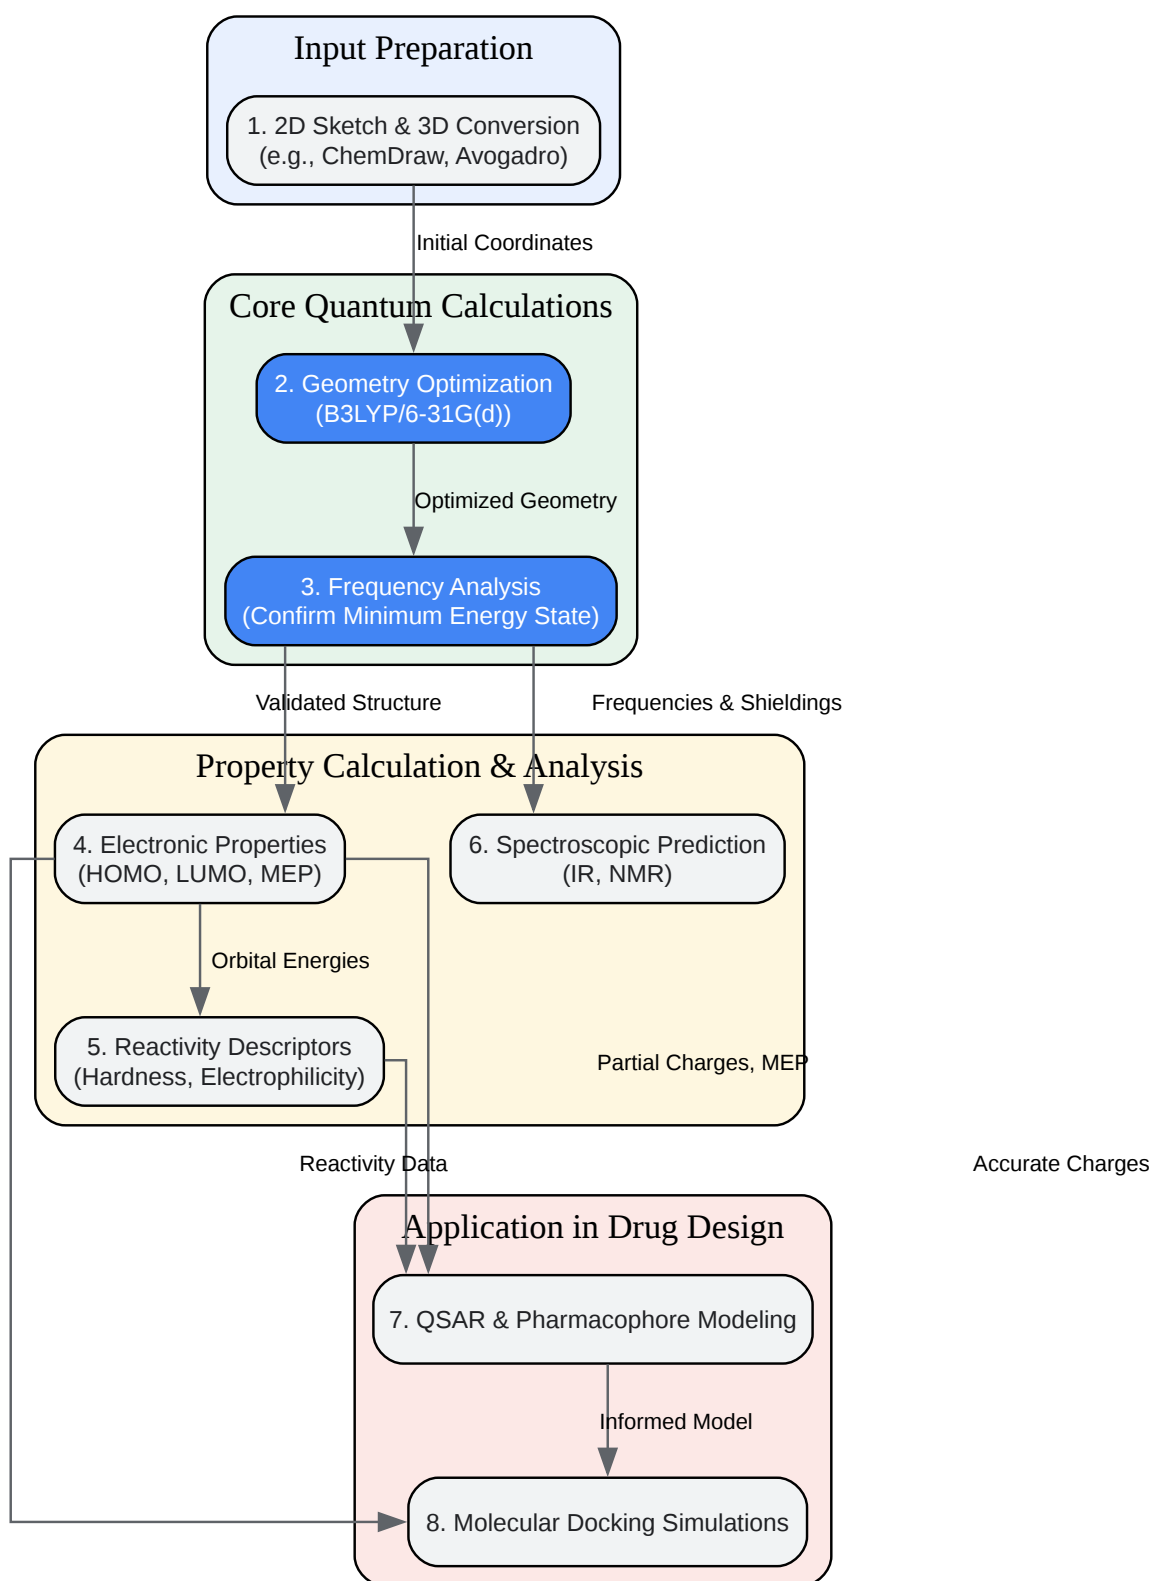 Input Preparation
1. 2D Sketch & 3D Conversion
(e.g., ChemDraw, Avogadro)
Initial Coordinates
Core Quantum Calculations
2. Geometry Optimization
(B3LYP/6-31G(d))
Optimized Geometry
3. Frequency Analysis
(Confirm Minimum Energy State)
Validated Structure
Frequencies & Shieldings
Property Calculation & Analysis
4. Electronic Properties
(HOMO, LUMO, MEP)
6. Spectroscopic Prediction
(IR, NMR)
Orbital Energies
5. Reactivity Descriptors
(Hardness, Electrophilicity)
Partial Charges, MEP
Reactivity Data
Accurate Charges
Application in Drug Design
7. QSAR & Pharmacophore Modeling
Informed Model
8. Molecular Docking Simulations